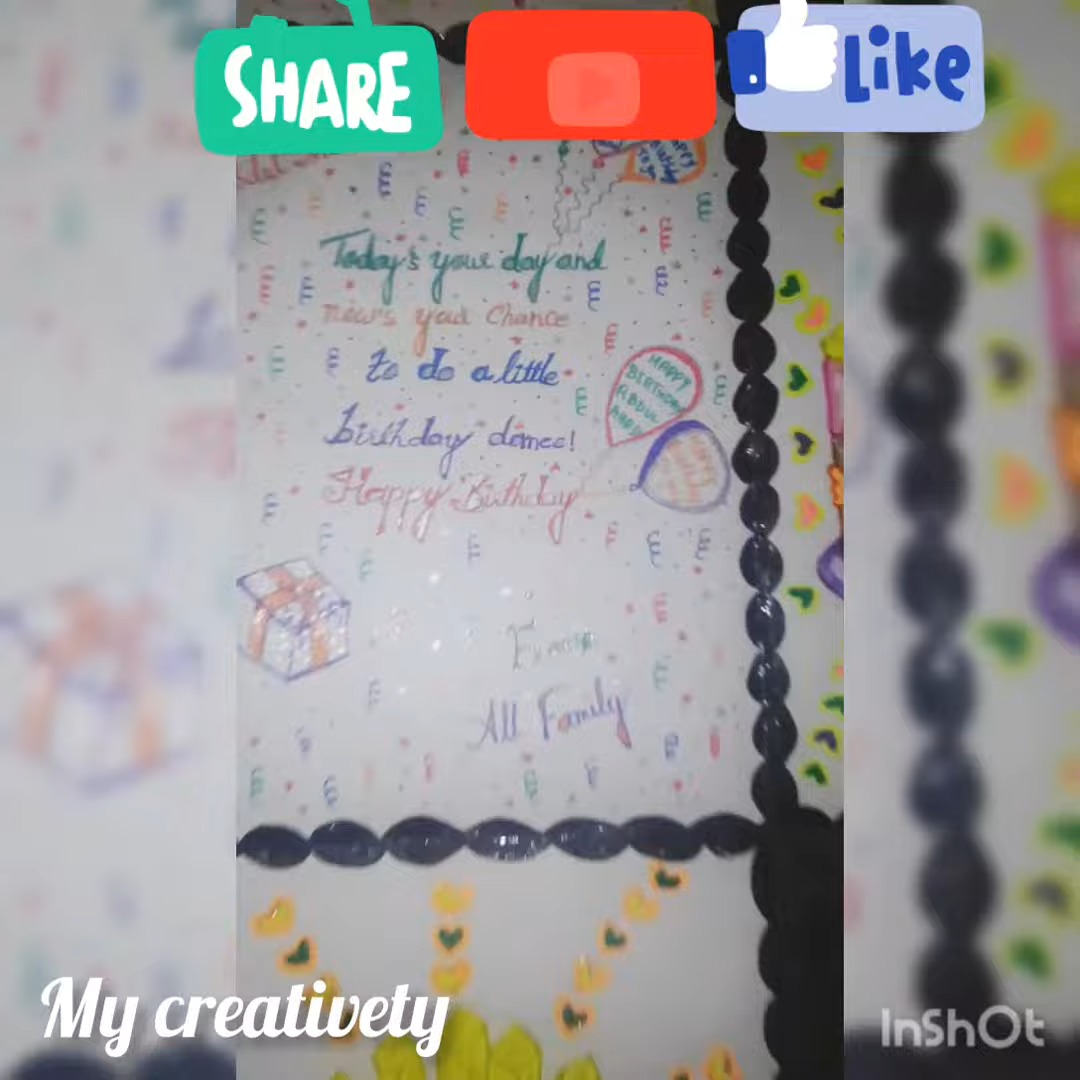 SHARE
Like
Today's your day and
now's your chance
to do a little
birthday dance!
Happy Birthday
HAPPY
BIRTHDAY
ABDUL
From
All Family
My creativety
InShOt